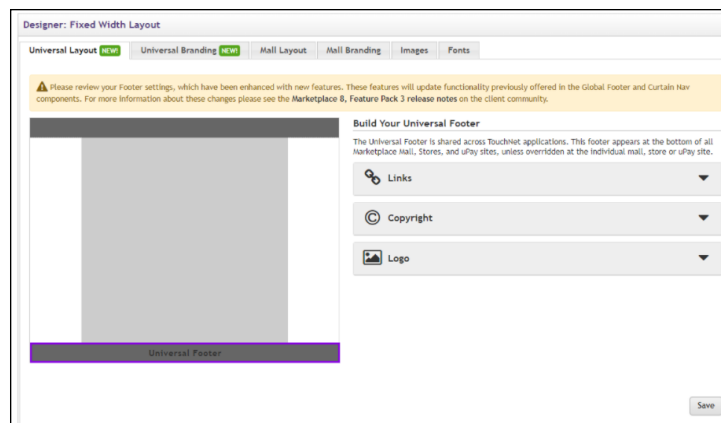 Designer: Fixed Width Layout
Universal Layout NEW!
Universal Branding NEW!
Mall Layout
Mall Branding
Images
Fonts
Please review your Footer settings, which have been enhanced with new features. These features will update functionality previously offered in the Global Footer and Curtain Nav
components. For more information about these changes please see the Marketplace 8, Feature Pack 3 release notes on the client community.
Build Your Universal Footer
The Universal Footer is shared across TouchNet applications. This footer appears at the bottom of all
Marketplace Mall, Stores, and uPay sites, unless overridden at the individual mall, store or uPay site.
Links
© Copyright
Logo
Universal Footer
Save